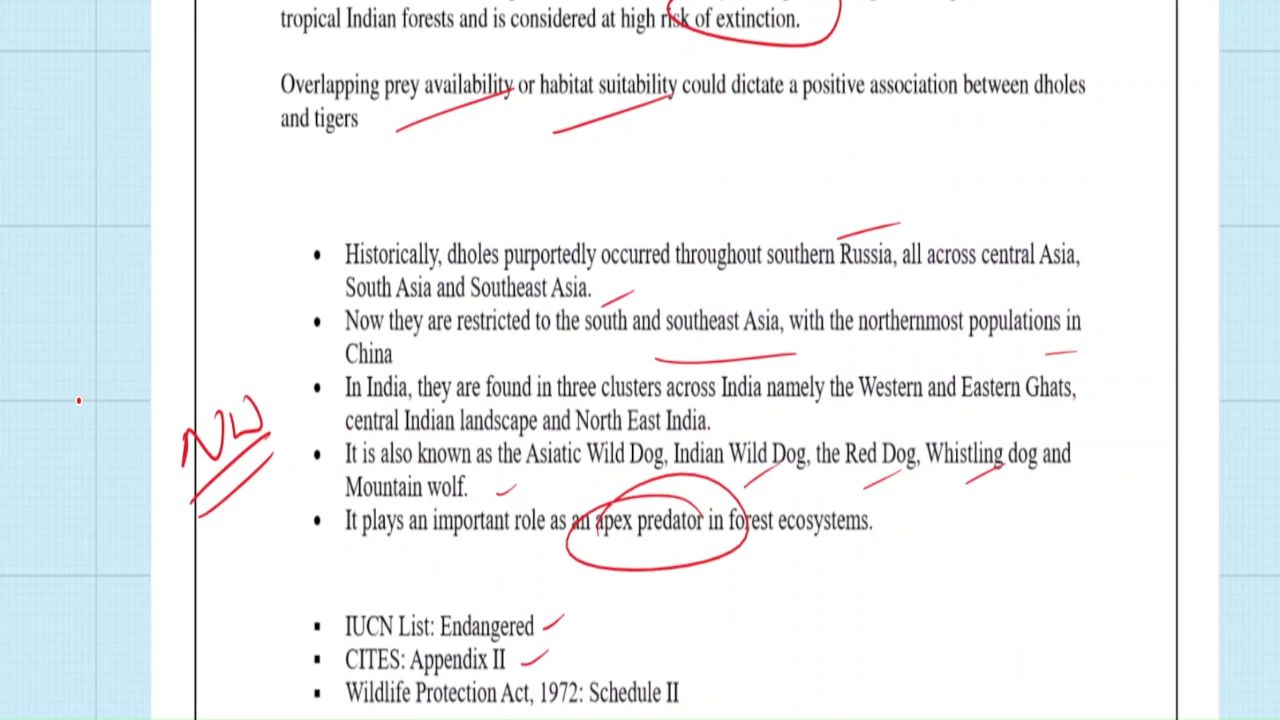 tropical Indian forests and is considered at high risk of extinction.
Overlapping prey availability or habitat suitability could dictate a positive association between dholes
and tigers
• Historically, dholes purportedly occurred throughout southern Russia, all across central Asia,
South Asia and Southeast Asia.
• Now they are restricted to the south and southeast Asia, with the northernmost populations in
China
• In India, they are found in three clusters across India namely the Western and Eastern Ghats,
central Indian landscape and North East India.
NW
• It is also known as the Asiatic Wild Dog, Indian Wild Dog, the Red Dog, Whistling dog and
Mountain wolf.
• It plays an important role as an apex predator in forest ecosystems.
▪ IUCN List: Endangered
▪ CITES: Appendix II
▪ Wildlife Protection Act, 1972: Schedule II